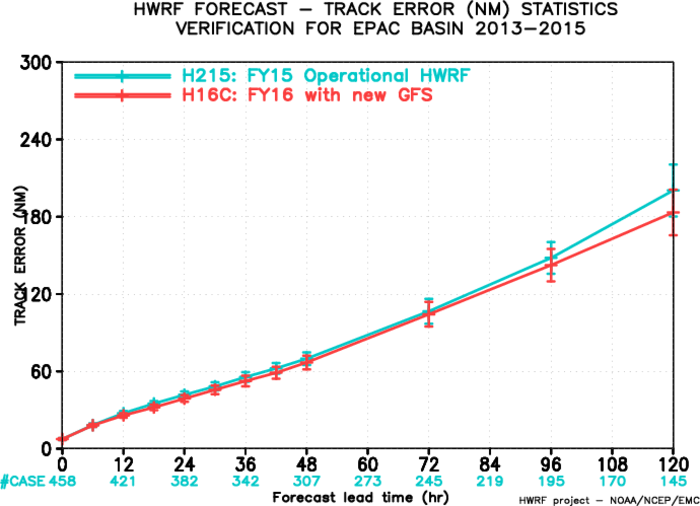 HWRF FORECAST – TRACK ERROR (NM) STATISTICS
VERIFICATION FOR EPAC BASIN 2013–2015
H215: FY15 Operational HWRF
H16C: FY16 with new GFS
TRACK ERROR (NM)
300
240
180
120
60
0
0 12 24 36 48 60 72 84 96 108 120
#CASE 458 421 382 342 307 273 245 219 195 170 145
Forecast lead time (hr)
HWRF project – NOAA/NCEP/EMC